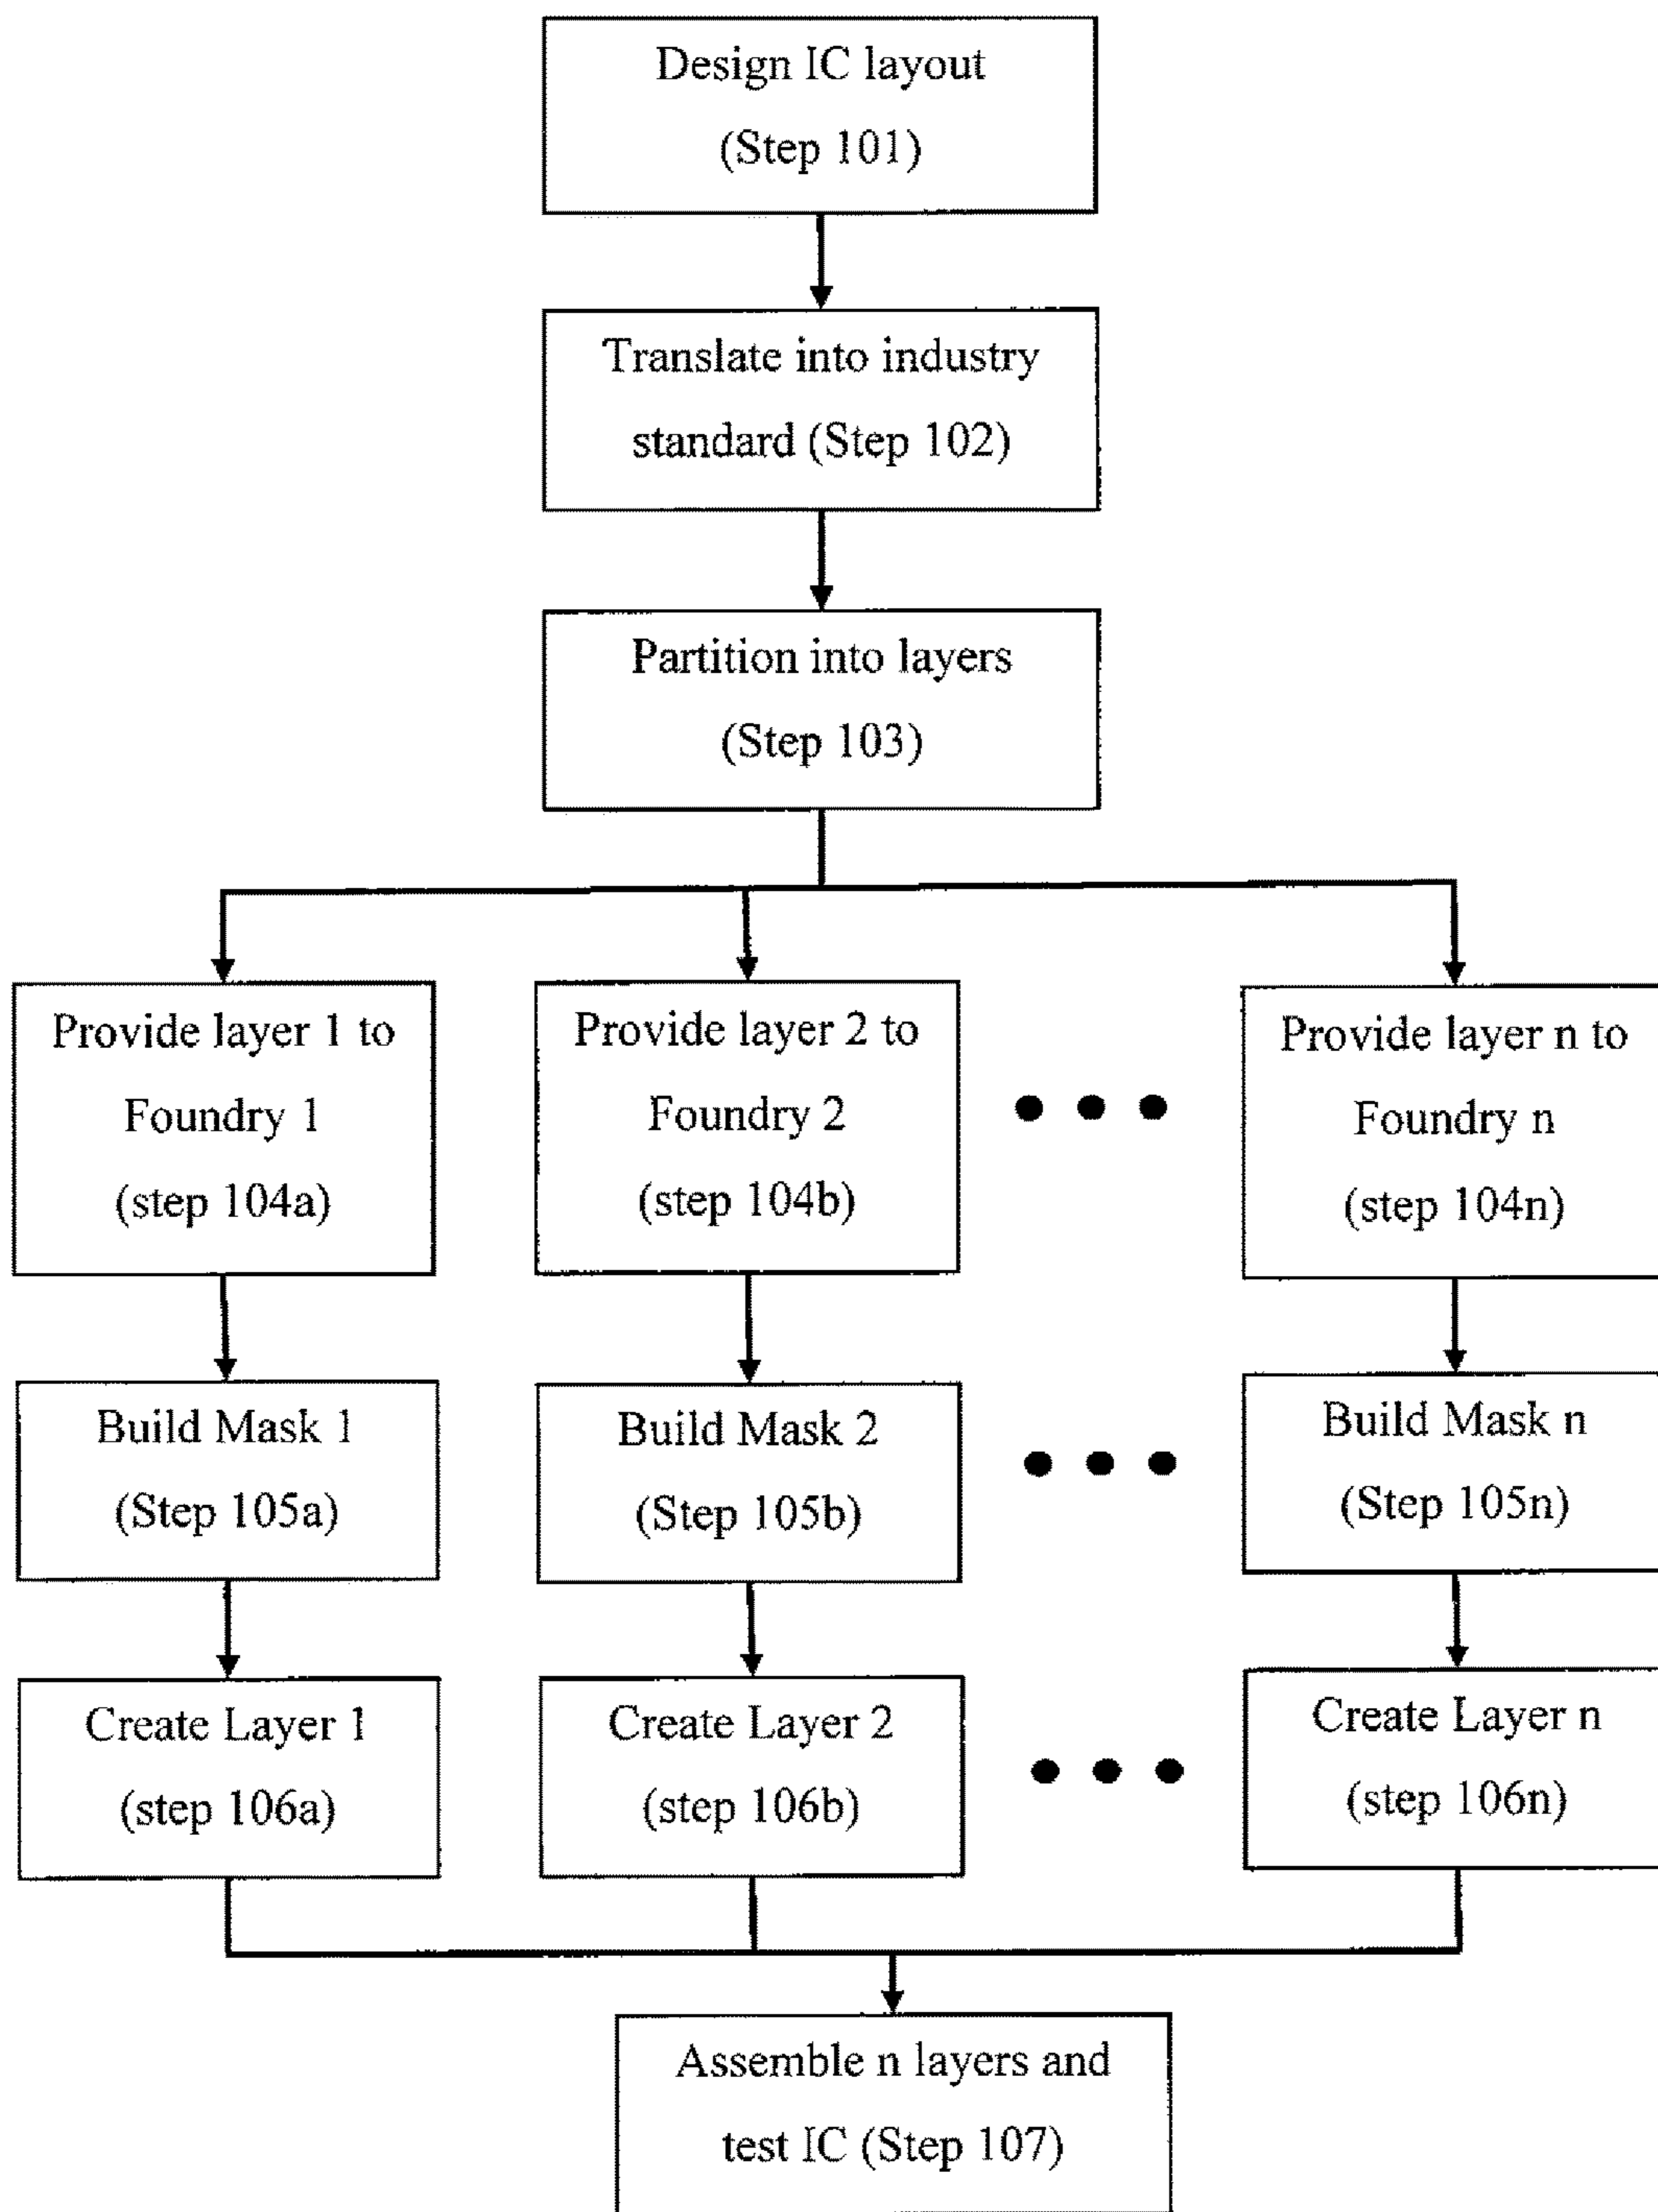 Design IC layout
(Step 101)
Translate into industry
standard (Step 102)
Partition into layers
(Step 103)
Provide layer 1 to
Foundry 1
(step 104a)
Provide layer 2 to
Foundry 2
(step 104b)
Provide layer n to
Foundry n
(step 104n)
Build Mask 1
(Step 105a)
Build Mask 2
(Step 105b)
Build Mask n
(Step 105n)
Create Layer 1
(step 106a)
Create Layer 2
(step 106b)
Create Layer n
(step 106n)
Assemble n layers and
test IC (Step 107)